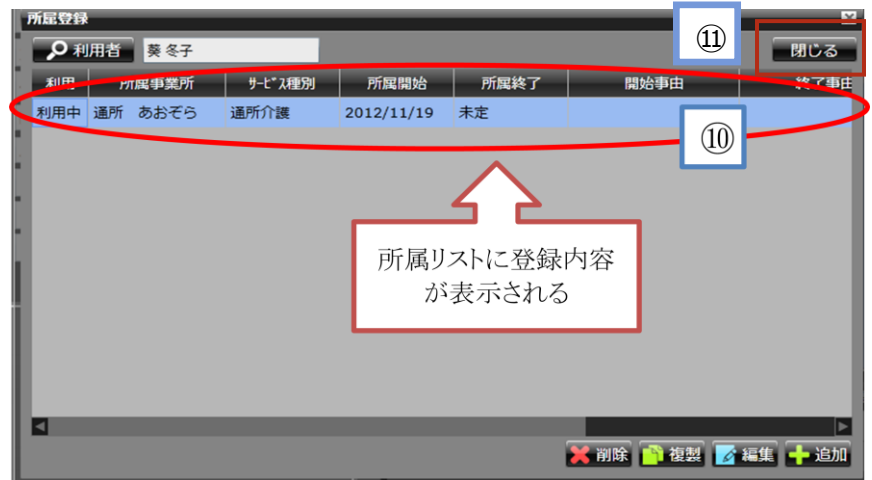 所属登録
利用者 葵 冬子 ⑪ 閉じる
利用 所属事業所 サービス種別 所属開始 所属終了 開始事由 終了事由
利用中 通所 あおぞら 通所介護 2012/11/19 未定
⑩
所属リストに登録内容
が表示される
削除 複製 編集 追加